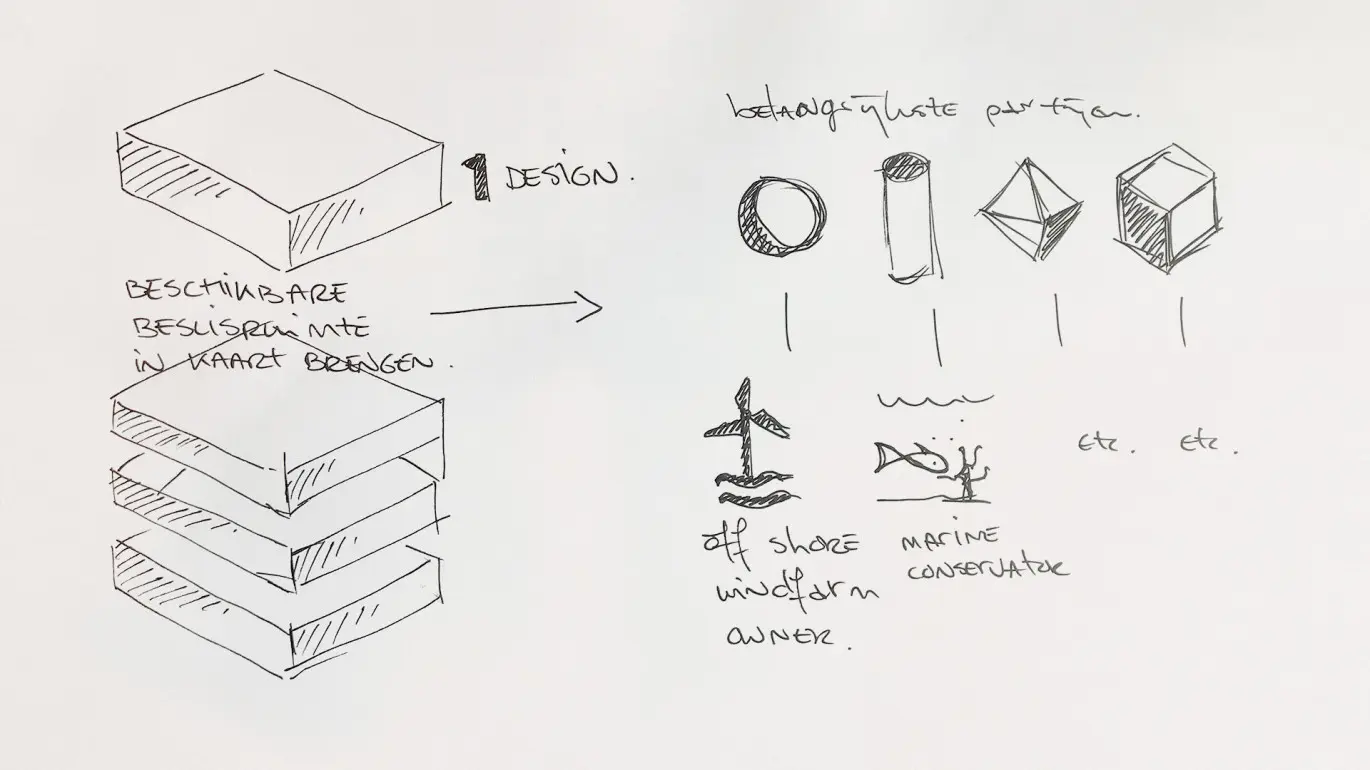 1 DESIGN.
BESCHIKBARE
BESLISRUIMTE
IN KAART BRENGEN.
belangrijkste partijen.
etc.
etc.
off shore
windfarm
OWNER.
MARINE
CONSERVATOR